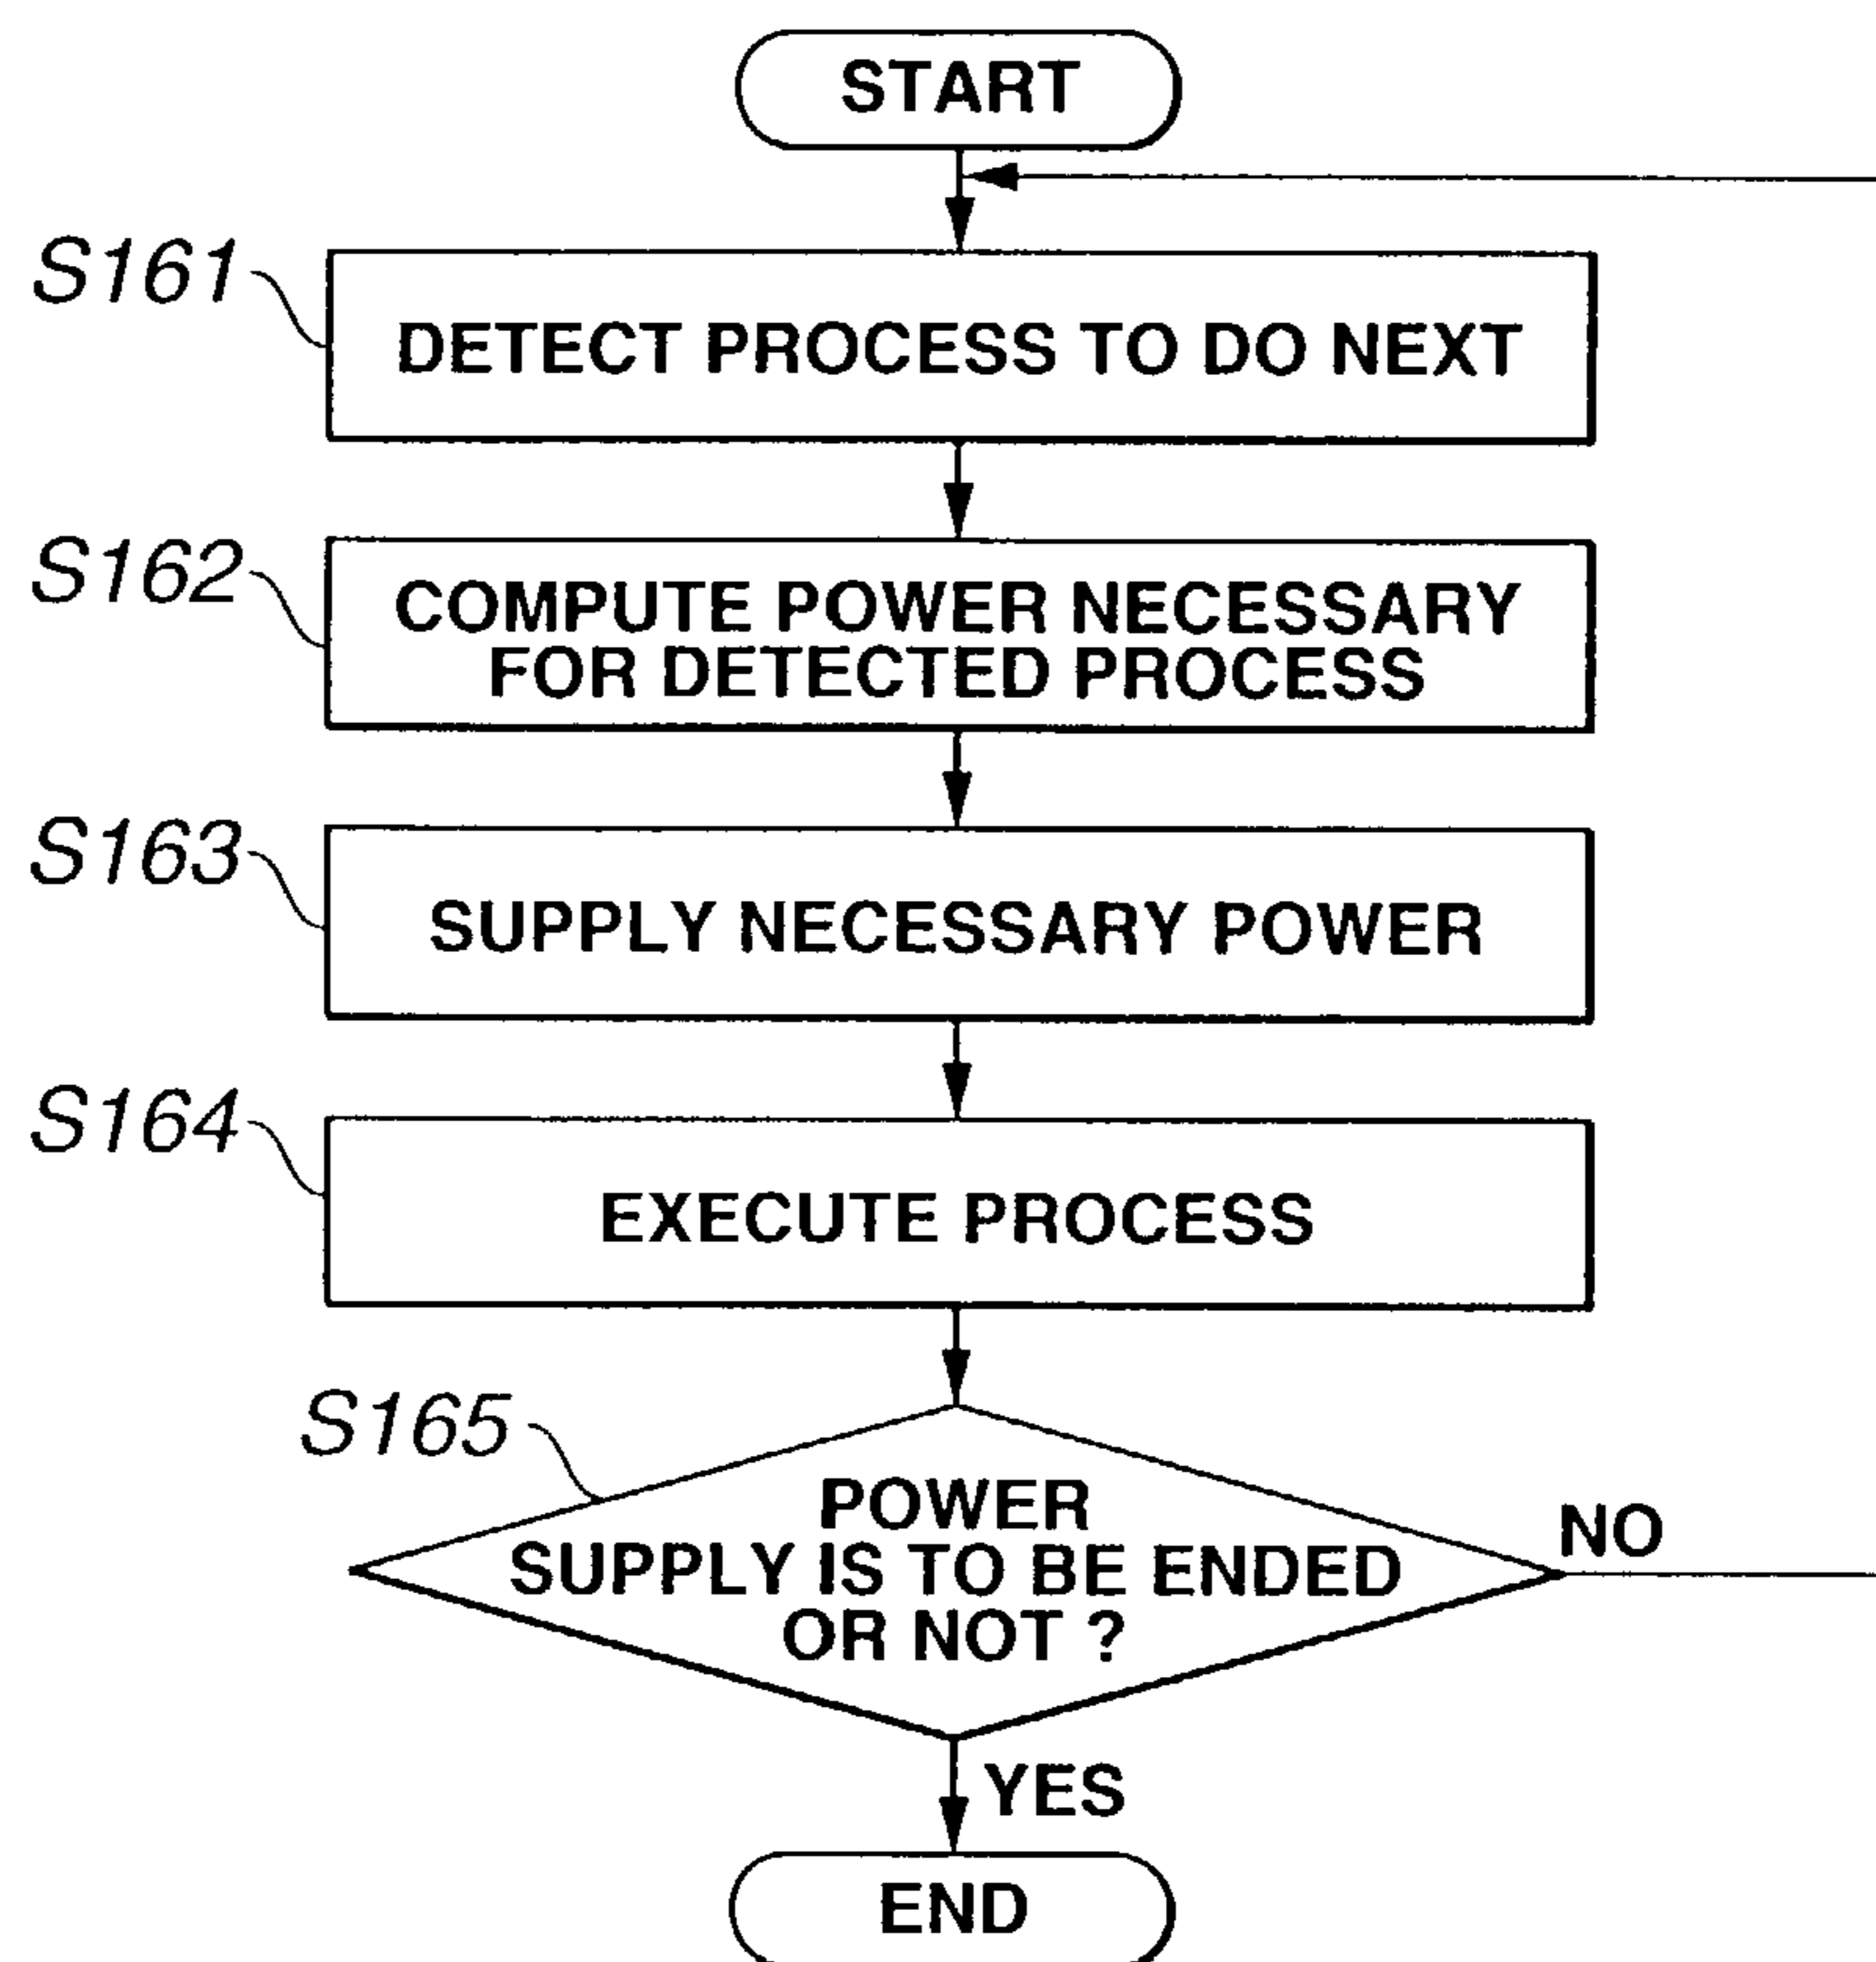 START
S161
DETECT PROCESS TO DO NEXT
S162
COMPUTE POWER NECESSARY
FOR DETECTED PROCESS
S163
SUPPLY NECESSARY POWER
S164
EXECUTE PROCESS
S165
POWER
SUPPLY IS TO BE ENDED
OR NOT ?
NO
YES
END